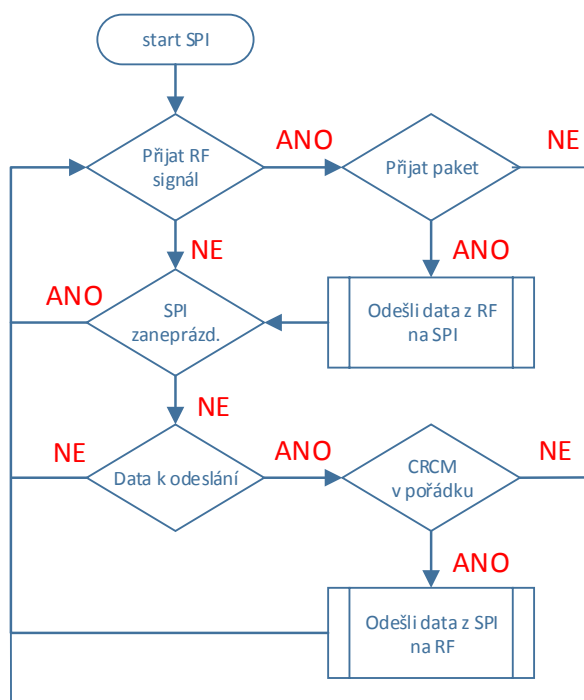 start SPI
Přijat RF
signál
ANO
Přijat paket
NE
NE
ANO
ANO
SPI
zaneprázd.
Odešli data z RF
na SPI
NE
NE
Data k odeslání
ANO
CRCM
v pořádku
NE
ANO
Odešli data z SPI
na RF